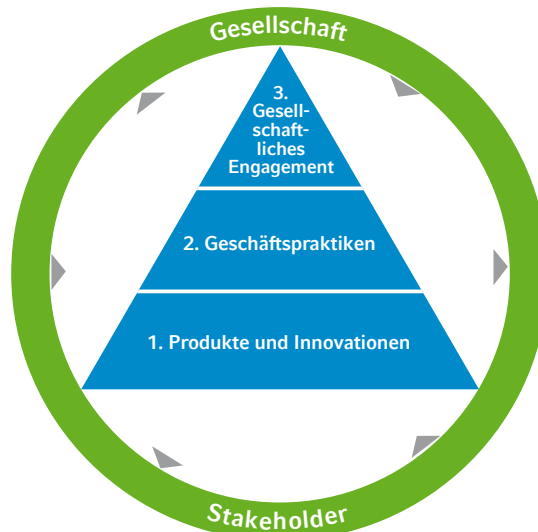 Gesellschaft
3.
Gesell-
schaft-
liches
Engagement
2. Geschäftspraktiken
1. Produkte und Innovationen
Stakeholder